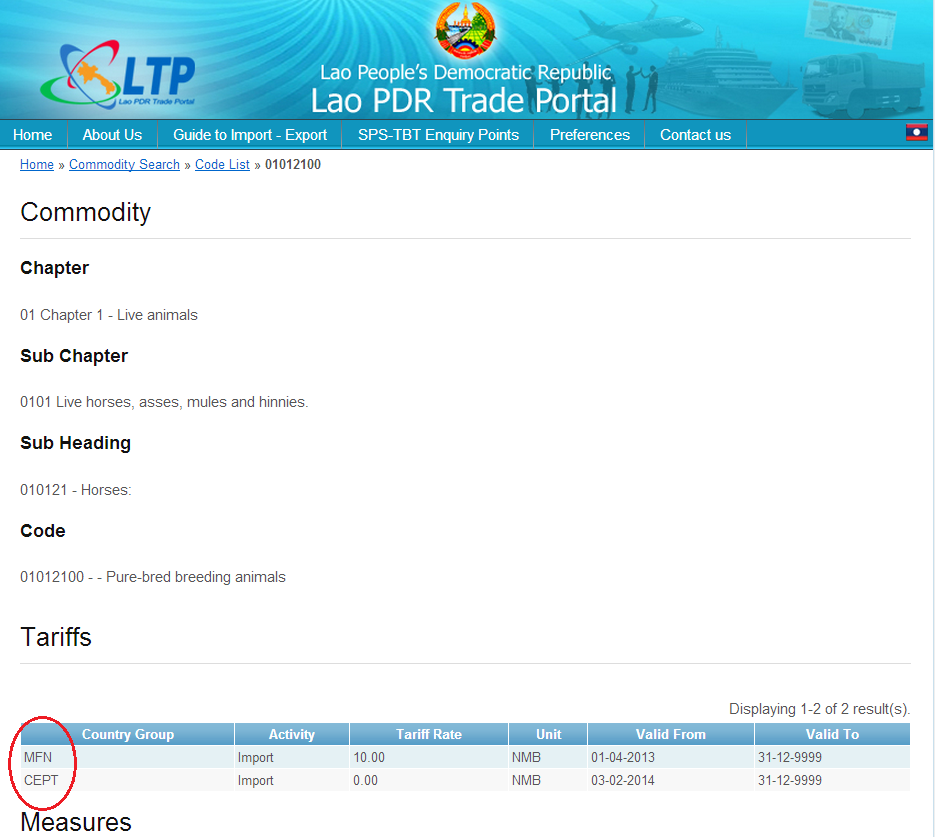 LTP
Lao PDR Trade Portal
Lao People's Democratic Republic
Lao PDR Trade Portal
Home About Us Guide to Import - Export SPS-TBT Enquiry Points Preferences Contact us
Home » Commodity Search » Code List » 01012100
Commodity
Chapter
01 Chapter 1 - Live animals
Sub Chapter
0101 Live horses, asses, mules and hinnies.
Sub Heading
010121 - Horses:
Code
01012100 - - Pure-bred breeding animals
Tariffs
Displaying 1-2 of 2 result(s).
Country Group Activity Tariff Rate Unit Valid From Valid To
MFN Import 10.00 NMB 01-04-2013 31-12-9999
CEPT Import 0.00 NMB 03-02-2014 31-12-9999
Measures